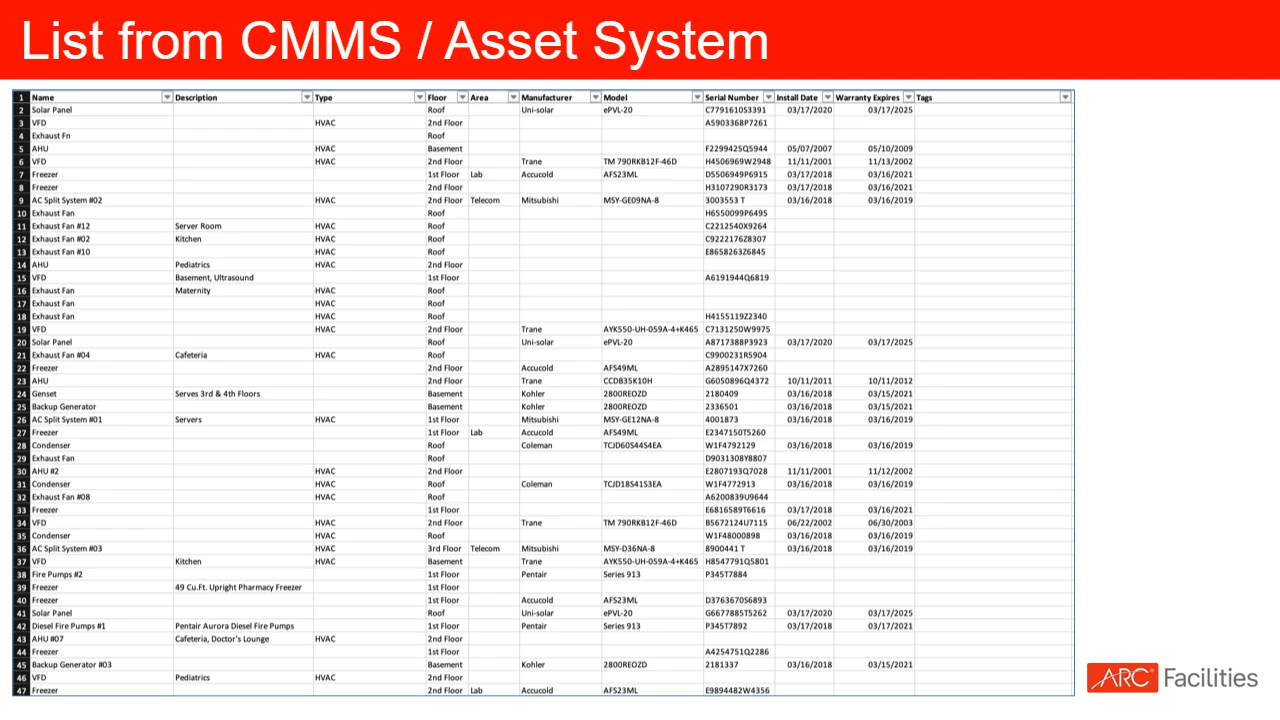 List from CMMS / Asset System
1 Name Description Type Floor Area Manufacturer Model Serial Number Install Date Warranty Expires Tags
2 Solar Panel Roof Uni-solar ePVL-20 C7791610S3391 03/17/2020 03/17/2025
3 VFD HVAC 2nd Floor A5903368P7261
4 Exhaust Fn Roof
5 AHU HVAC Basement F2299425Q5944 05/07/2007 05/10/2009
6 VFD HVAC 2nd Floor Trane TM 790RKB12F-46D H4506969W2948 11/11/2001 11/13/2002
7 Freezer 1st Floor Lab Accucold AFS23ML D5506949P6915 03/17/2018 03/16/2021
8 Freezer 2nd Floor H3107290R3173 03/17/2018 03/16/2021
9 AC Split System #02 HVAC 2nd Floor Telecom Mitsubishi MSY-GE09NA-8 3003553 T 03/16/2018 03/16/2019
10 Exhaust Fan Roof H6550099P6495
11 Exhaust Fan #12 Server Room HVAC Roof C2212540X9264
12 Exhaust Fan #02 Kitchen HVAC Roof C9222176Z8307
13 Exhaust Fan #10 HVAC Roof E8658263Z6845
14 AHU Pediatrics HVAC 2nd Floor
15 VFD Basement, Ultrasound 1st Floor A6191944Q6819
16 Exhaust Fan Maternity HVAC Roof
17 Exhaust Fan HVAC Roof
18 Exhaust Fan HVAC Roof H4155119Z2340
19 VFD HVAC 2nd Floor Trane AYK550-UH-059A-4+K465 C7131250W9975
20 Solar Panel Roof Uni-solar ePVL-20 A8717388P3923 03/17/2020 03/17/2025
21 Exhaust Fan #04 Cafeteria HVAC Roof C9900231R5904
22 Freezer 2nd Floor Accucold AFS49ML A2895147X7260
23 AHU 2nd Floor Trane CCDB35K10H G6050896Q4372 10/11/2011 10/11/2012
24 Genset Serves 3rd & 4th Floors Basement Kohler 2800REOZD 2180409 03/16/2018 03/15/2021
25 Backup Generator Basement Kohler 2800REOZD 2336501 03/16/2018 03/15/2021
26 AC Split System #01 Servers HVAC 1st Floor Mitsubishi MSY-GE12NA-8 4001873 03/16/2018 03/16/2019
27 Freezer 1st Floor Lab Accucold AFS49ML E2347150T5260
28 Condenser Roof Coleman TCJD60S44S4EA W1F4792129 03/16/2018 03/16/2019
29 Exhaust Fan Roof D9031308Y8807
30 AHU #2 HVAC 2nd Floor E2807193Q7028 11/11/2001 11/12/2002
31 Condenser HVAC Roof Coleman TCJD18S41S3EA W1F4772913 03/16/2018 03/16/2019
32 Exhaust Fan #08 HVAC Roof A6200839U9644
33 Freezer 1st Floor E6816589T6616 03/17/2018 03/16/2021
34 VFD HVAC 2nd Floor Trane TM 790RKB12F-46D B5672124U7115 06/22/2002 06/30/2003
35 Condenser HVAC Roof W1F48000898 03/16/2018 03/16/2019
36 AC Split System #03 HVAC 3rd Floor Telecom Mitsubishi MSY-D36NA-8 8900441 T 03/16/2018 03/16/2019
37 VFD Kitchen HVAC Basement Trane AYK550-UH-059A-4+K465 H8547791Q5801
38 Fire Pumps #2 1st Floor Pentair Series 913 P345T7884
39 Freezer 49 Cu.Ft. Upright Pharmacy Freezer 1st Floor
40 Freezer 1st Floor Accucold AFS23ML D3763670S6893
41 Solar Panel Roof Uni-solar ePVL-20 G6677885T5262 03/17/2020 03/17/2025
42 Diesel Fire Pumps #1 Pentair Aurora Diesel Fire Pumps 1st Floor Pentair Series 913 P345T7892 03/17/2018 03/17/2021
43 AHU #07 Cafeteria, Doctor's Lounge HVAC 2nd Floor
44 Freezer 1st Floor A4254751Q2286
45 Backup Generator #03 Basement Kohler 2800REOZD 2181337 03/16/2018 03/15/2021
46 VFD Pediatrics HVAC 2nd Floor
47 Freezer 2nd Floor Lab Accucold AFS23ML E9894482W4356
ARC Facilities